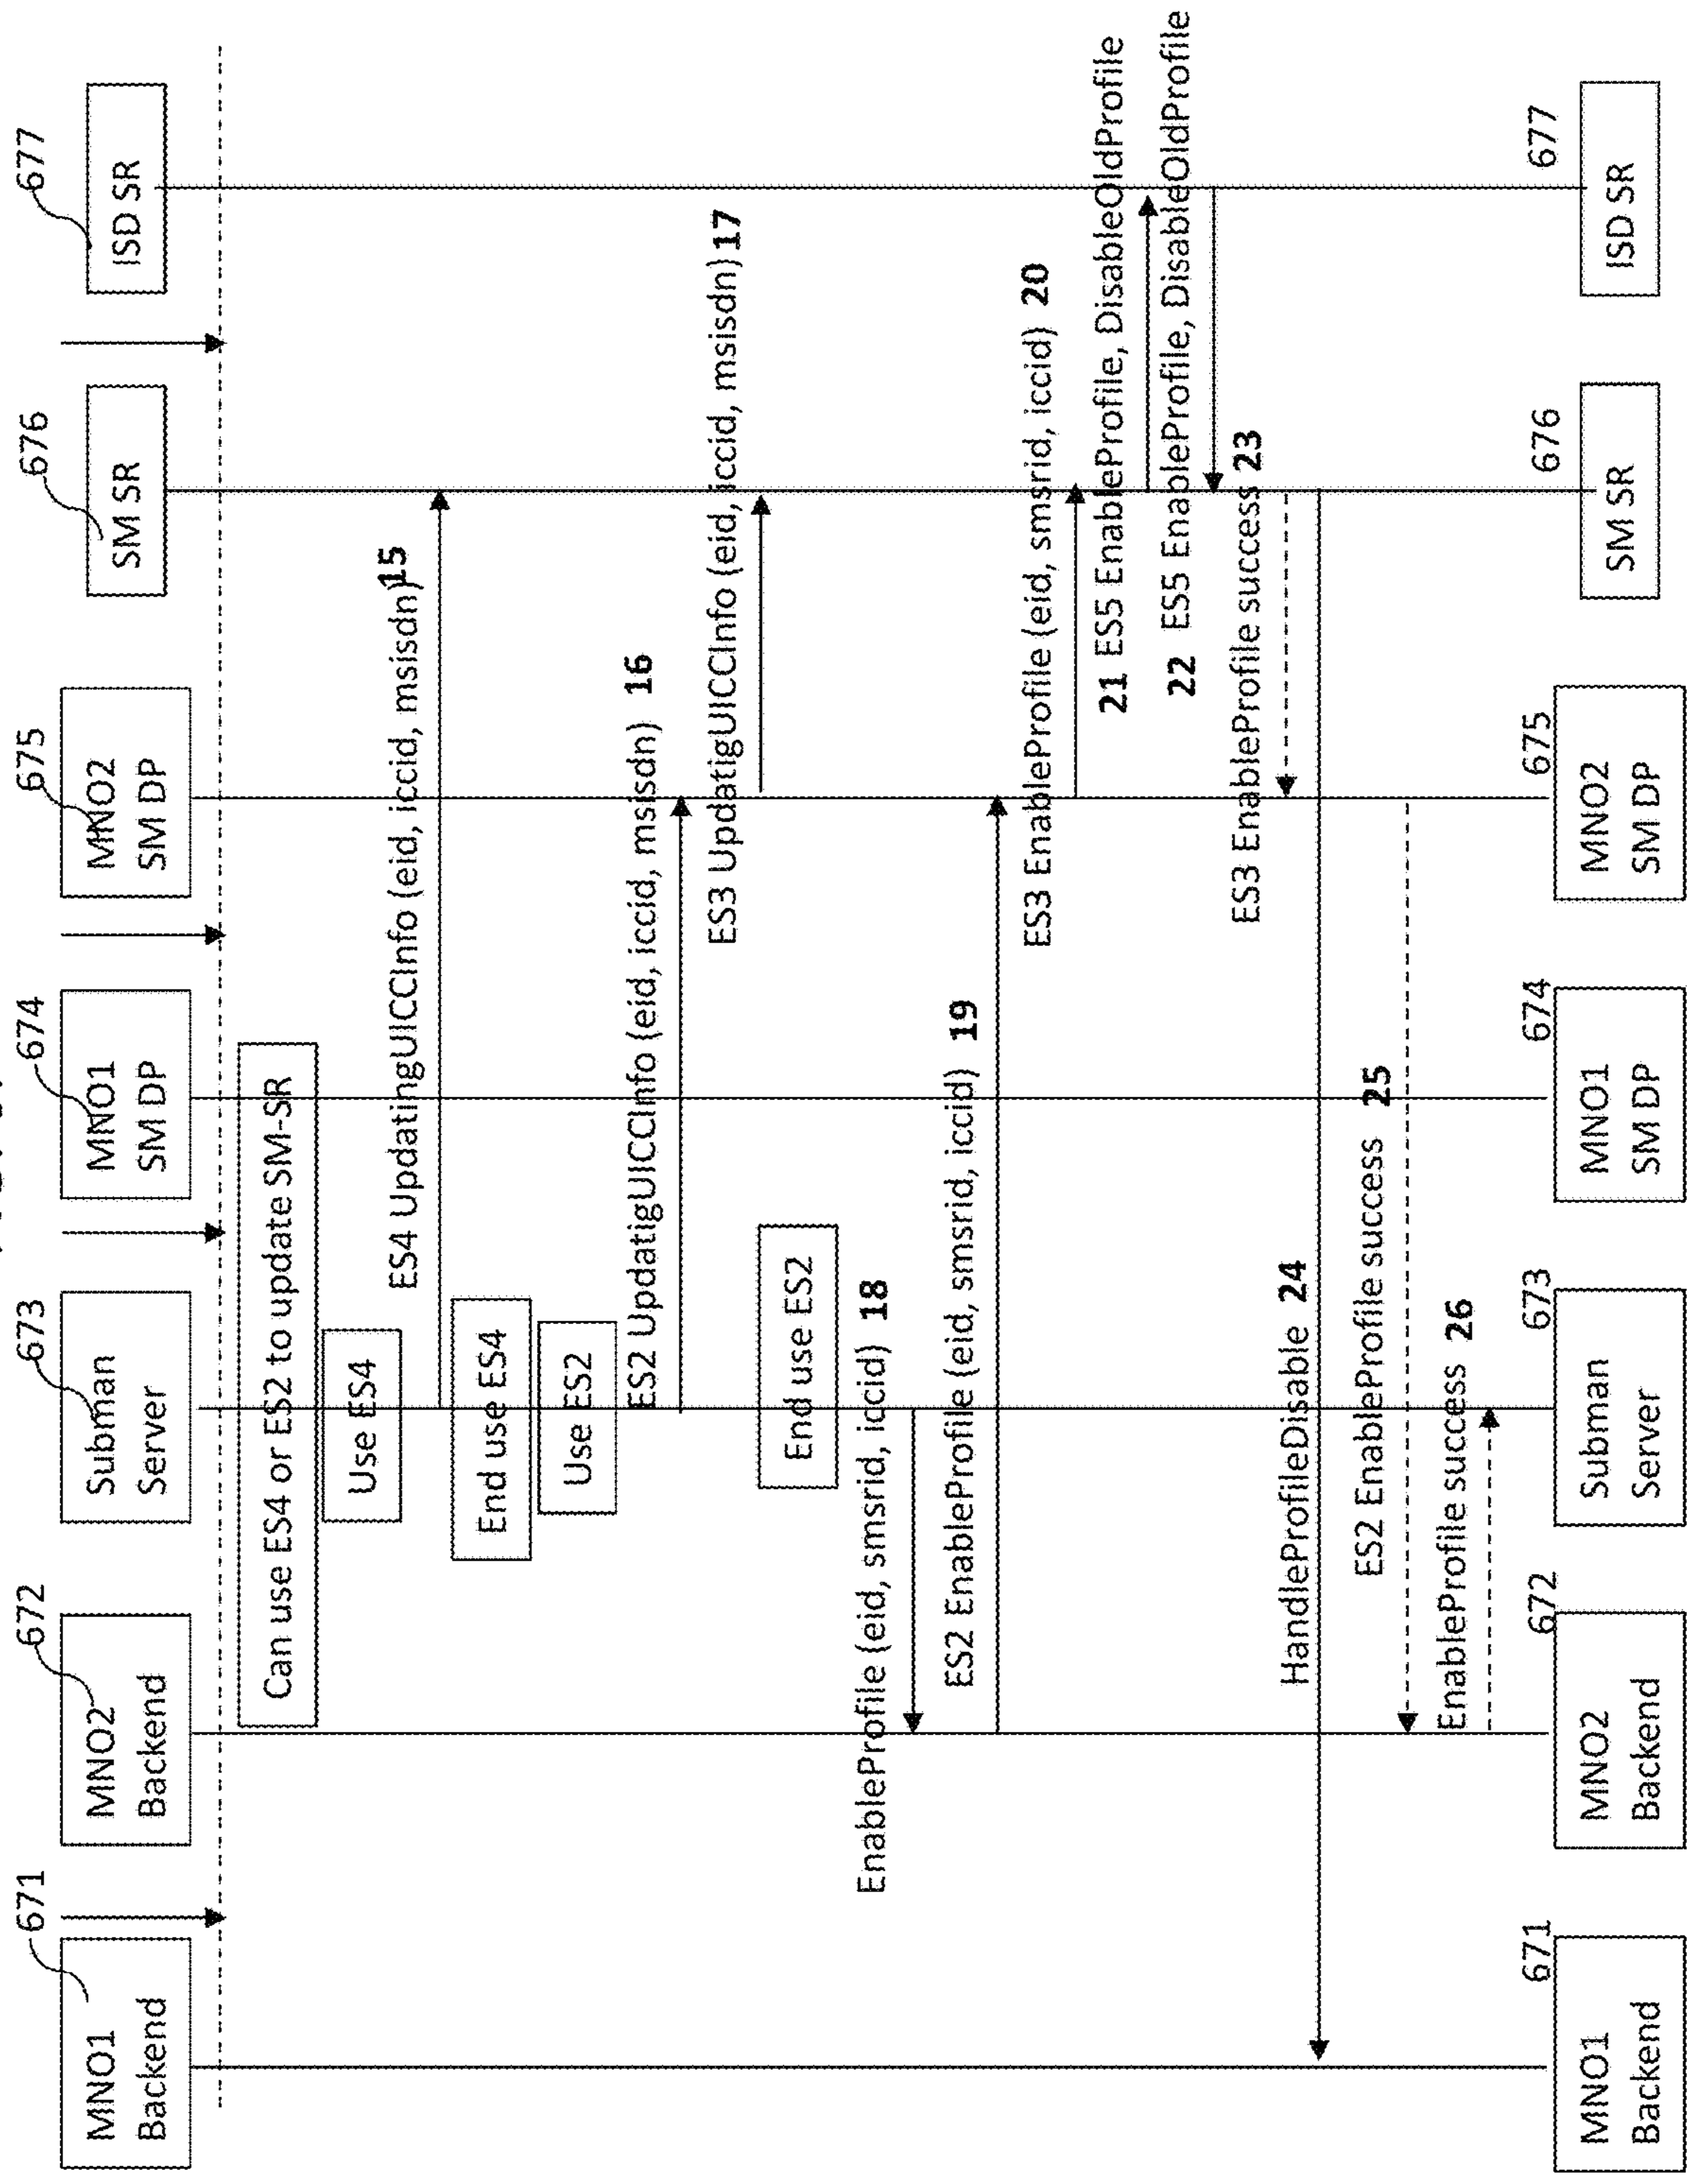 671
672
673
674
675
676
677
MNO1
Backend
MNO2
Backend
Subman
Server
MNO1
SM DP
MNO2
SM DP
SM SR
ISD SR
Can use ES4 or ES2 to update SM-SR
Use ES4
ES4 UpdatingUICCInfo (eid, iccid, msisdn) 15
End use ES4
Use ES2
ES2 UpdatigUICCInfo (eid, iccid, msisdn) 16
ES3 UpdatigUICCInfo (eid, iccid, msisdn) 17
End use ES2
EnableProfile (eid, smsrid, iccid) 18
ES2 EnableProfile (eid, smsrid, iccid) 19
ES3 EnableProfile (eid, smsrid, iccid) 20
21 ES5 EnableProfile, DisableOldProfile
22 ES5 EnableProfile, DisableOldProfile
ES3 EnableProfile success 23
HandleProfileDisable 24
ES2 EnableProfile success 25
EnableProfile success 26
671
672
673
674
675
676
677
MNO1
Backend
MNO2
Backend
Subman
Server
MNO1
SM DP
MNO2
SM DP
SM SR
ISD SR